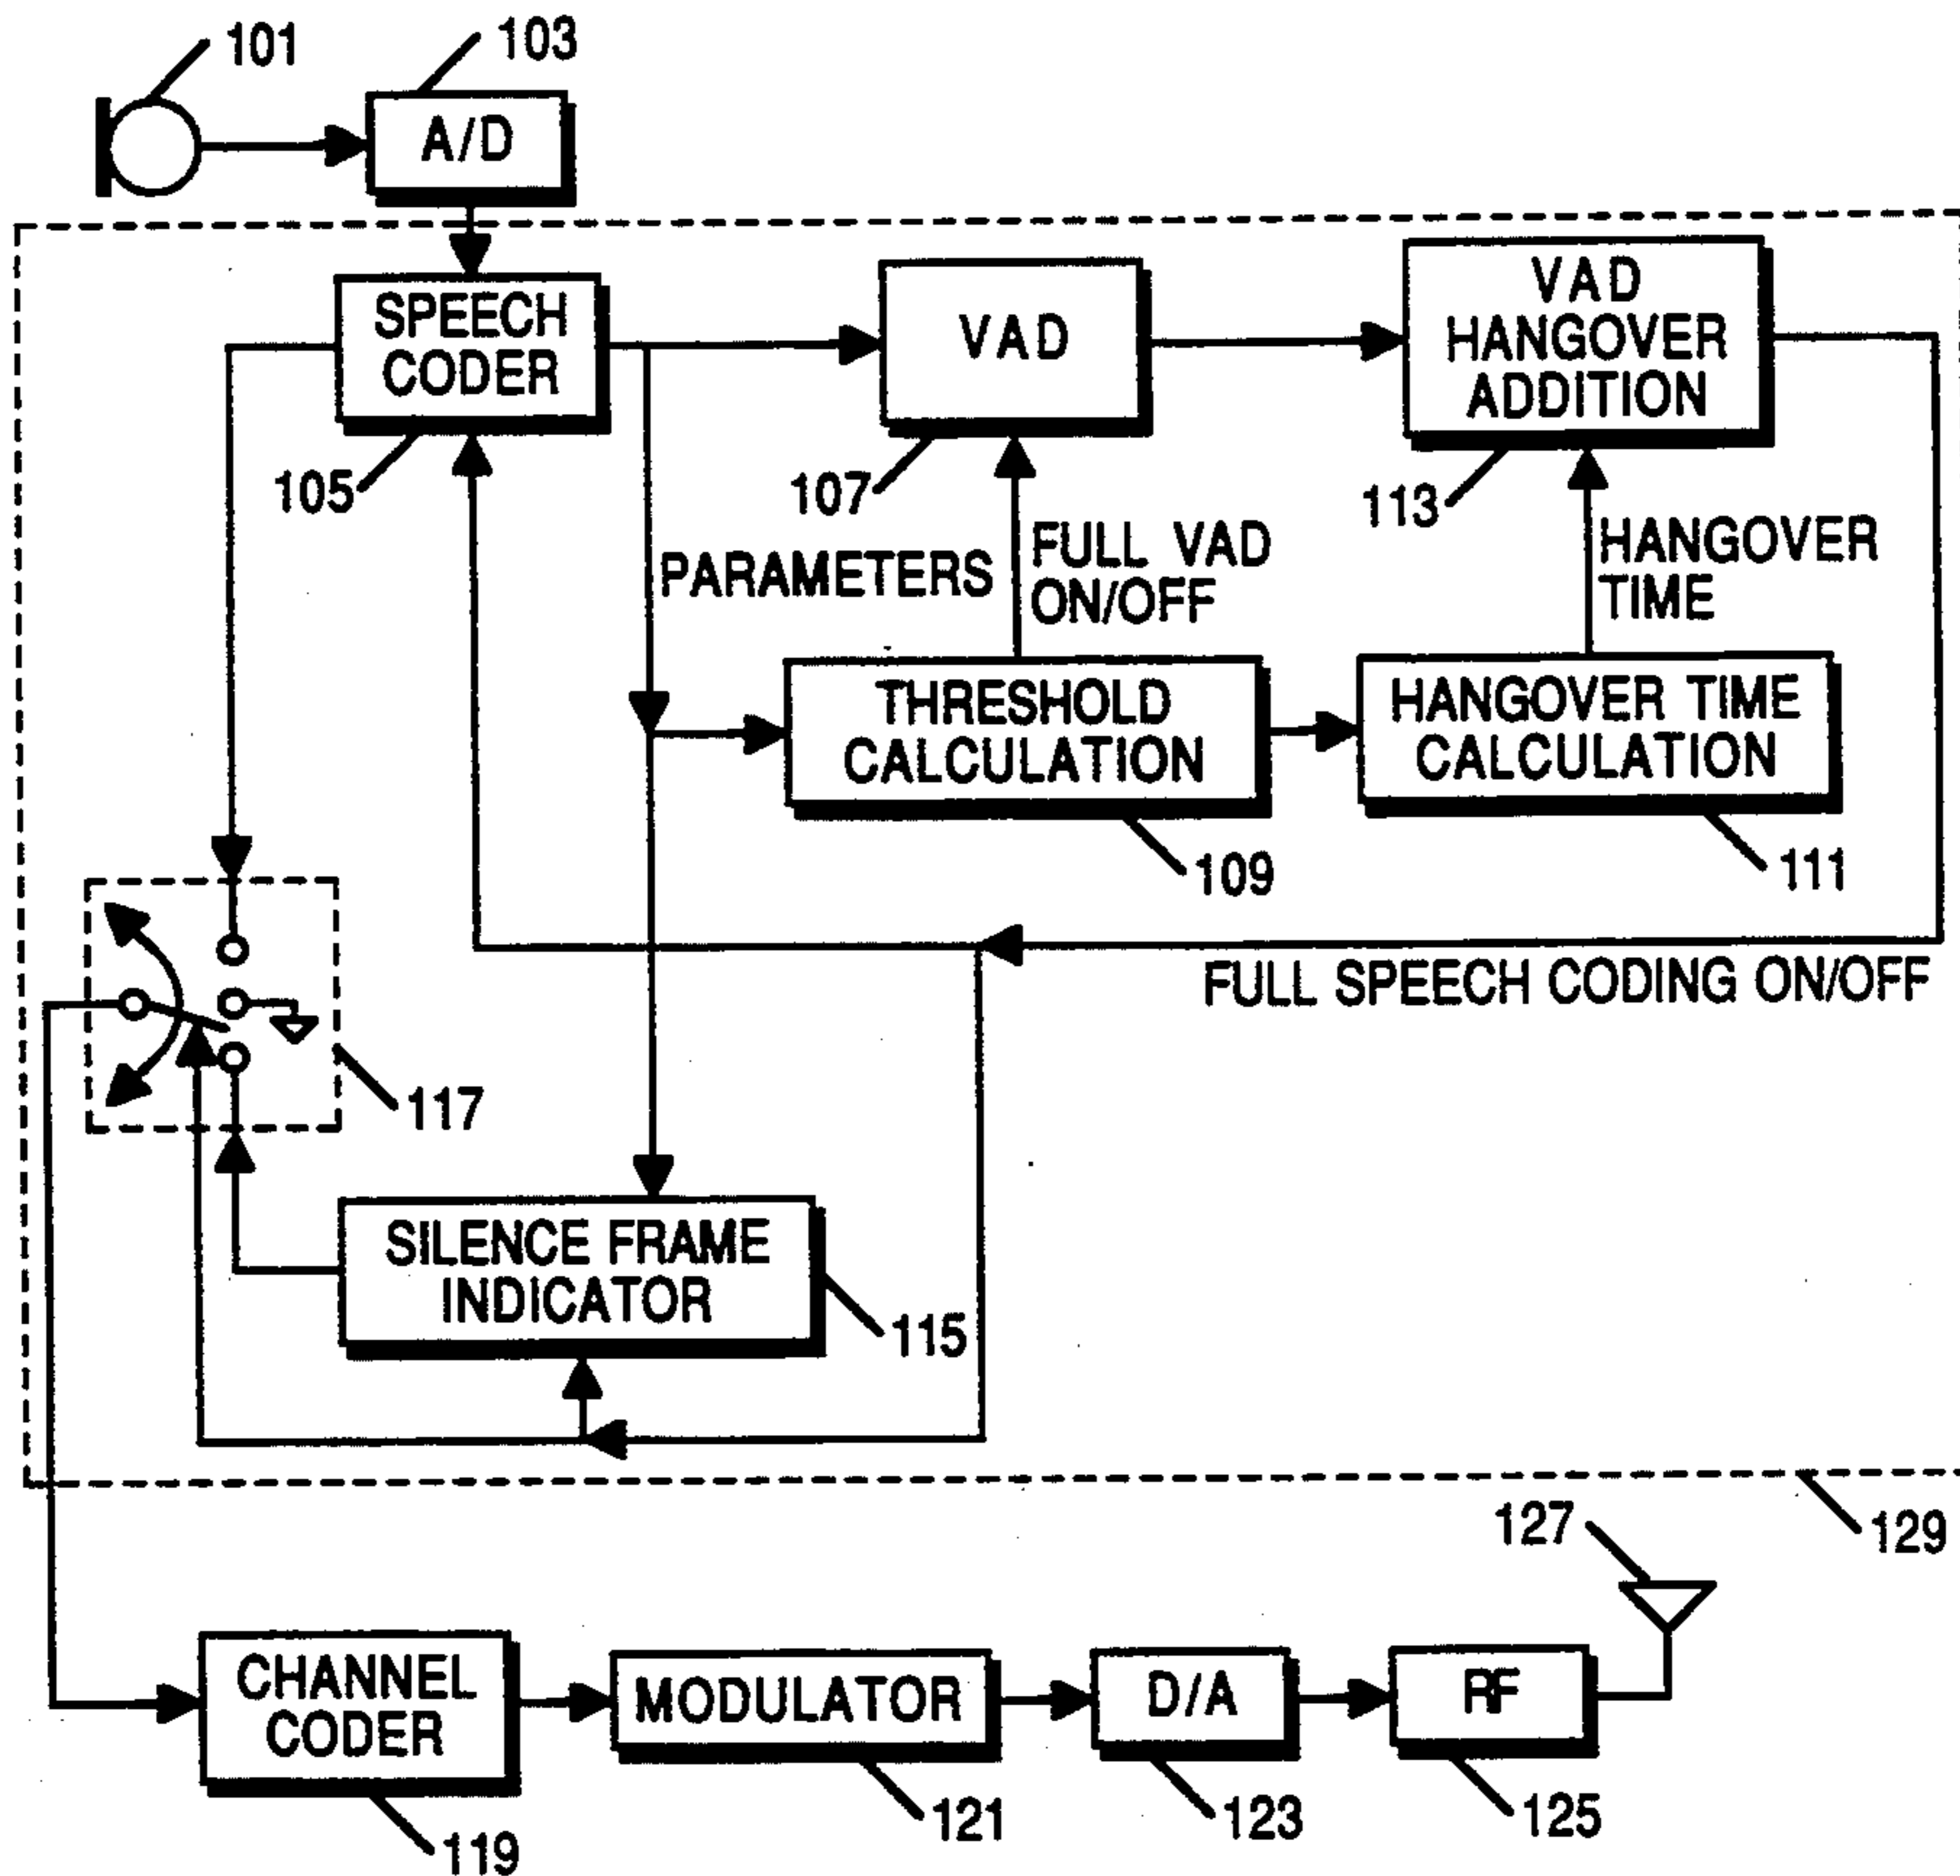 101
103
A/D
SPEECH
CODER
VAD
VAD
HANGOVER
ADDITION
105
107
113
PARAMETERS
FULL VAD
ON/OFF
HANGOVER
TIME
THRESHOLD
CALCULATION
HANGOVER TIME
CALCULATION
109
111
FULL SPEECH CODING ON/OFF
117
SILENCE FRAME
INDICATOR
115
127
129
CHANNEL
CODER
MODULATOR
D/A
RF
119
121
123
125